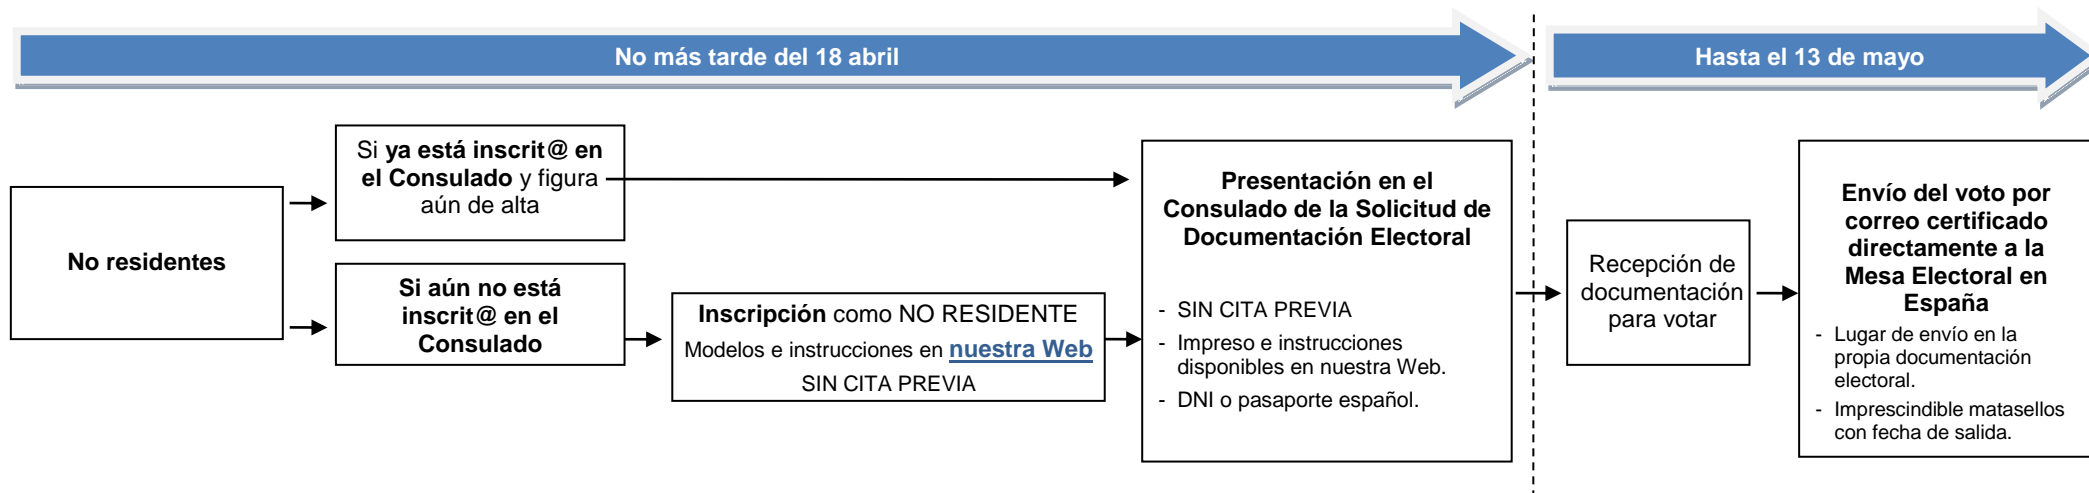 No más tarde del 18 abril
Hasta el 13 de mayo
No residentes
Si ya está inscrit@ en
el Consulado y figura
aún de alta
Si aún no está
inscrit@ en el
Consulado
Inscripción como NO RESIDENTE
Modelos e instrucciones en nuestra Web
SIN CITA PREVIA
Presentación en el
Consulado de la Solicitud de
Documentación Electoral
- SIN CITA PREVIA
- Impreso e instrucciones
disponibles en nuestra Web.
- DNI o pasaporte español.
Recepción de
documentación
para votar
Envío del voto por
correo certificado
directamente a la
Mesa Electoral en
España
- Lugar de envío en la
propia documentación
electoral.
- Imprescindible matasellos
con fecha de salida.